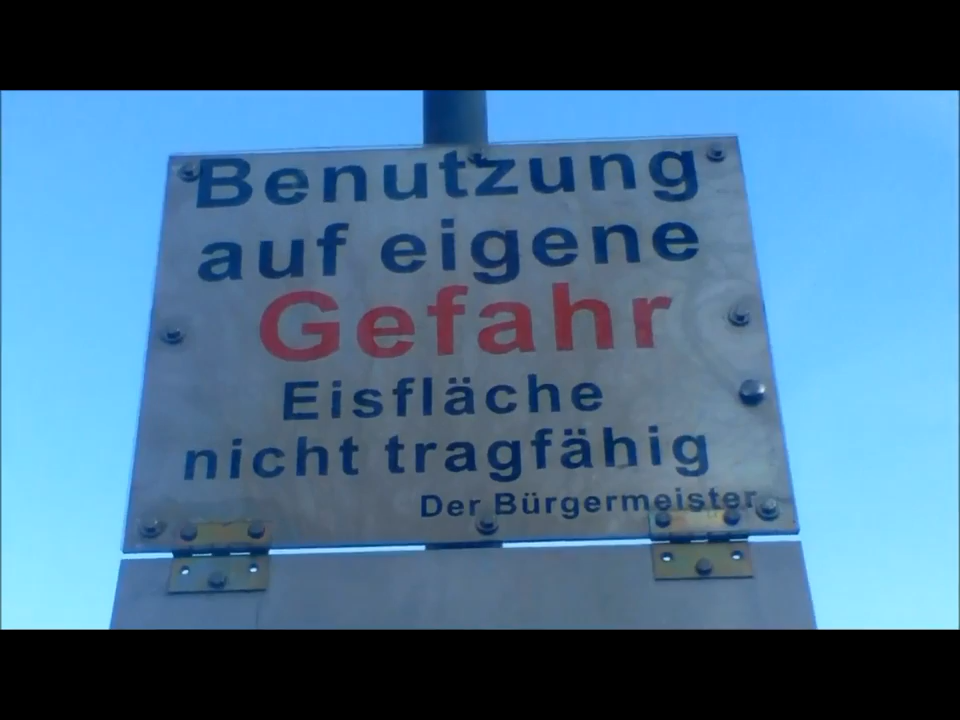 Benutzung
auf eigene
Gefahr
Eisfläche
nicht tragfähig
Der Bürgermeister